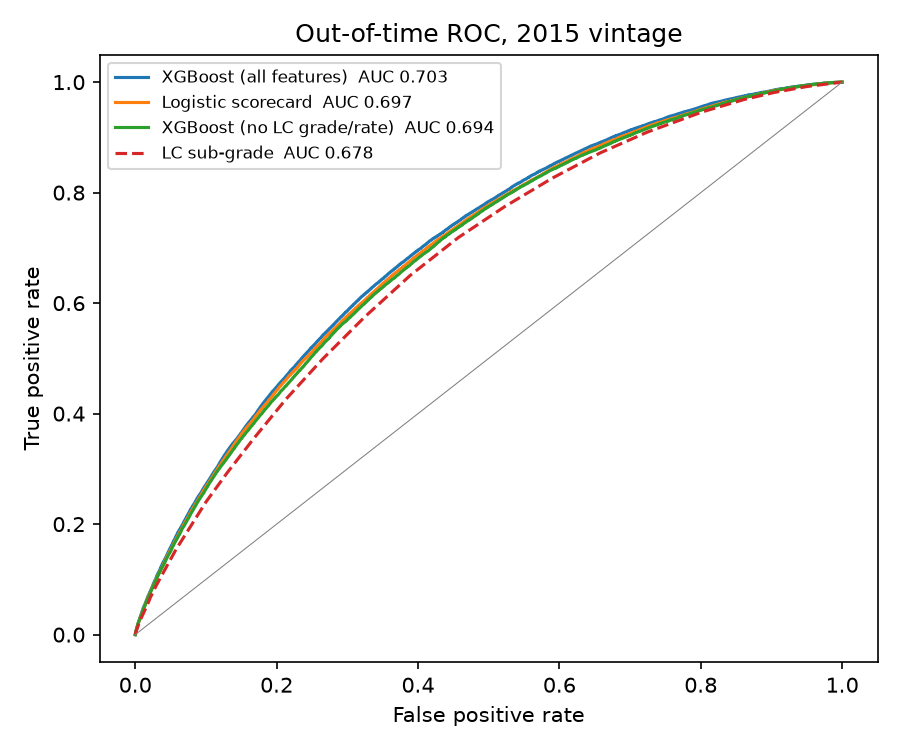 Out-of-time ROC, 2015 vintage
XGBoost (all features) AUC 0.703
Logistic scorecard AUC 0.697
XGBoost (no LC grade/rate) AUC 0.694
LC sub-grade AUC 0.678
True positive rate
1.0
0.8
0.6
0.4
0.2
0.0
0.0 0.2 0.4 0.6 0.8 1.0
False positive rate